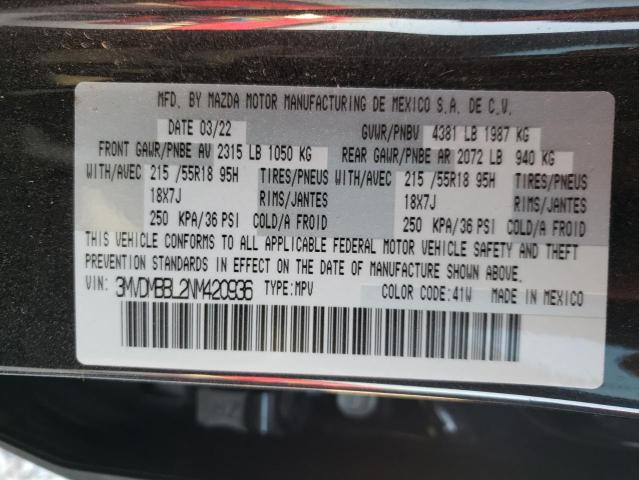 MFD. BY MAZDA MOTOR MANUFACTURING DE MEXICO S.A. DE C.V.
DATE 03/22 GVWR/PNBV 4381 LB 1987 KG
FRONT GAWR/PNBE AV 2315 LB 1050 KG REAR GAWR/PNBE AR 2072 LB 940 KG
WITH/AVEC 215 /55R18 95H TIRES/PNEUS WITH/AVEC 215 /55R18 95H TIRES/PNEUS
18X7J RIMS/JANTES 18X7J RIMS/JANTES
250 KPA/36 PSI COLD/A FROID 250 KPA/36 PSI COLD/A FROID
THIS VEHICLE CONFORMS TO ALL APPLICABLE FEDERAL MOTOR VEHICLE SAFETY AND THEFT
PREVENTION STANDARDS IN EFFECT ON THE DATE OF MANUFACTURE SHOWN ABOVE.
VIN: 3MVDMBBL2NM420936 TYPE:MPV COLOR CODE:41W MADE IN MEXICO